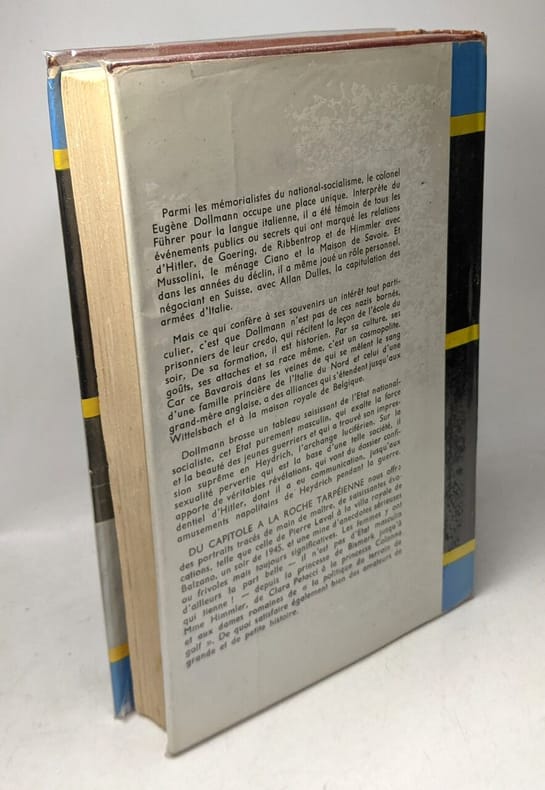 Parmi les mémorialistes du national-socialisme, le colonel
Eugène Dollmann occupe une place unique. Interprète du
Führer pour la langue italienne, il a été témoin de tous les
événements publics ou secrets qui ont marqué les relations
d'Hitler, de Goering, de Ribbentrop et de Himmler avec
Mussolini, le ménage Ciano et la Maison de Savoie. Et
dans les années du déclin, il a même joué un rôle personnel,
négociant en Suisse, avec Allan Dulles, la capitulation des
armées d'Italie.
Mais ce qui confère à ses souvenirs un intérêt tout parti-
culier, c'est que Dollmann n'est pas de ces nazis bornés,
prisonniers de leur credo, qui récitent la leçon de l'école du
soir. De sa formation, il est historien. Par sa culture, ses
goûts, ses attaches et sa race même, c'est un cosmopolite.
Car ce Bavarois dans les veines de qui se mêlent le sang
d'une famille princière de l'Italie du Nord et celui d'une
grand-mère anglaise, a des alliances qui s'étendent jusqu'aux
Wittelsbach et à la maison royale de Belgique.
Dollmann brosse un tableau saisissant de l'Etat national-
socialiste, cet Etat purement masculin, qui exalte la force
et la beauté des jeunes guerriers et qui a trouvé son impres-
sion suprême en Heydrich, l'archange luciférien. Sur la
sexualité pervertie qui est la base d'une telle société, il
apporte de véritables révélations, qui vont du dossier confi-
dentiel d'Hitler, dont il a eu communication, jusqu'aux
amusements napolitains de Heydrich pendant la guerre.
DU CAPITOLE A LA ROCHE TARPÉIENNE nous offre
des portraits tracés de main de maître, de saisissantes évo-
cations, telle que celle de Pierre Laval à la villa royale de
Bolzano, un soir de 1945, et une mine d'anecdotes sérieuses
ou frivoles mais toujours significatives. Les femmes y ont
d'ailleurs la part belle — il n'est pas d'Etat masculin
qui tienne ! — depuis la princesse de Bismark jusqu'à
Mme Himmler, de Clara Petacci à la princesse Colonna
et aux dames romaines de « la politique de terrain de
golf ». De quoi satisfaire également bien des amateurs de
grande et de petite histoire.